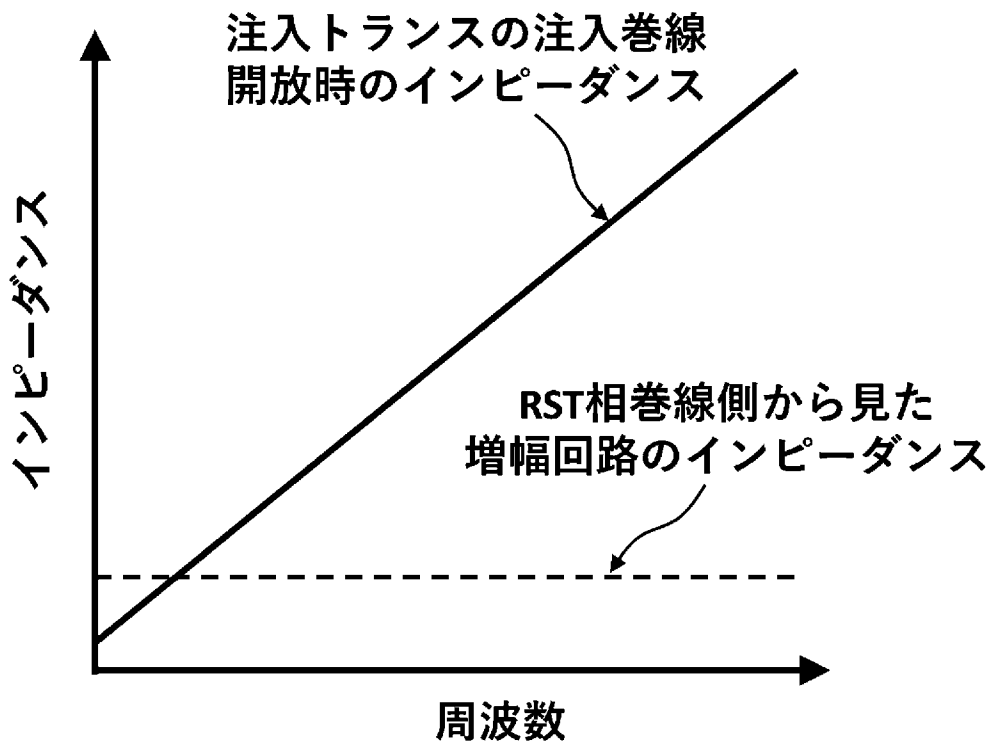 注入トランスの注入巻線
開放時のインピーダンス
インピーダンス
RST相巻線側から見た
増幅回路のインピーダンス
周波数